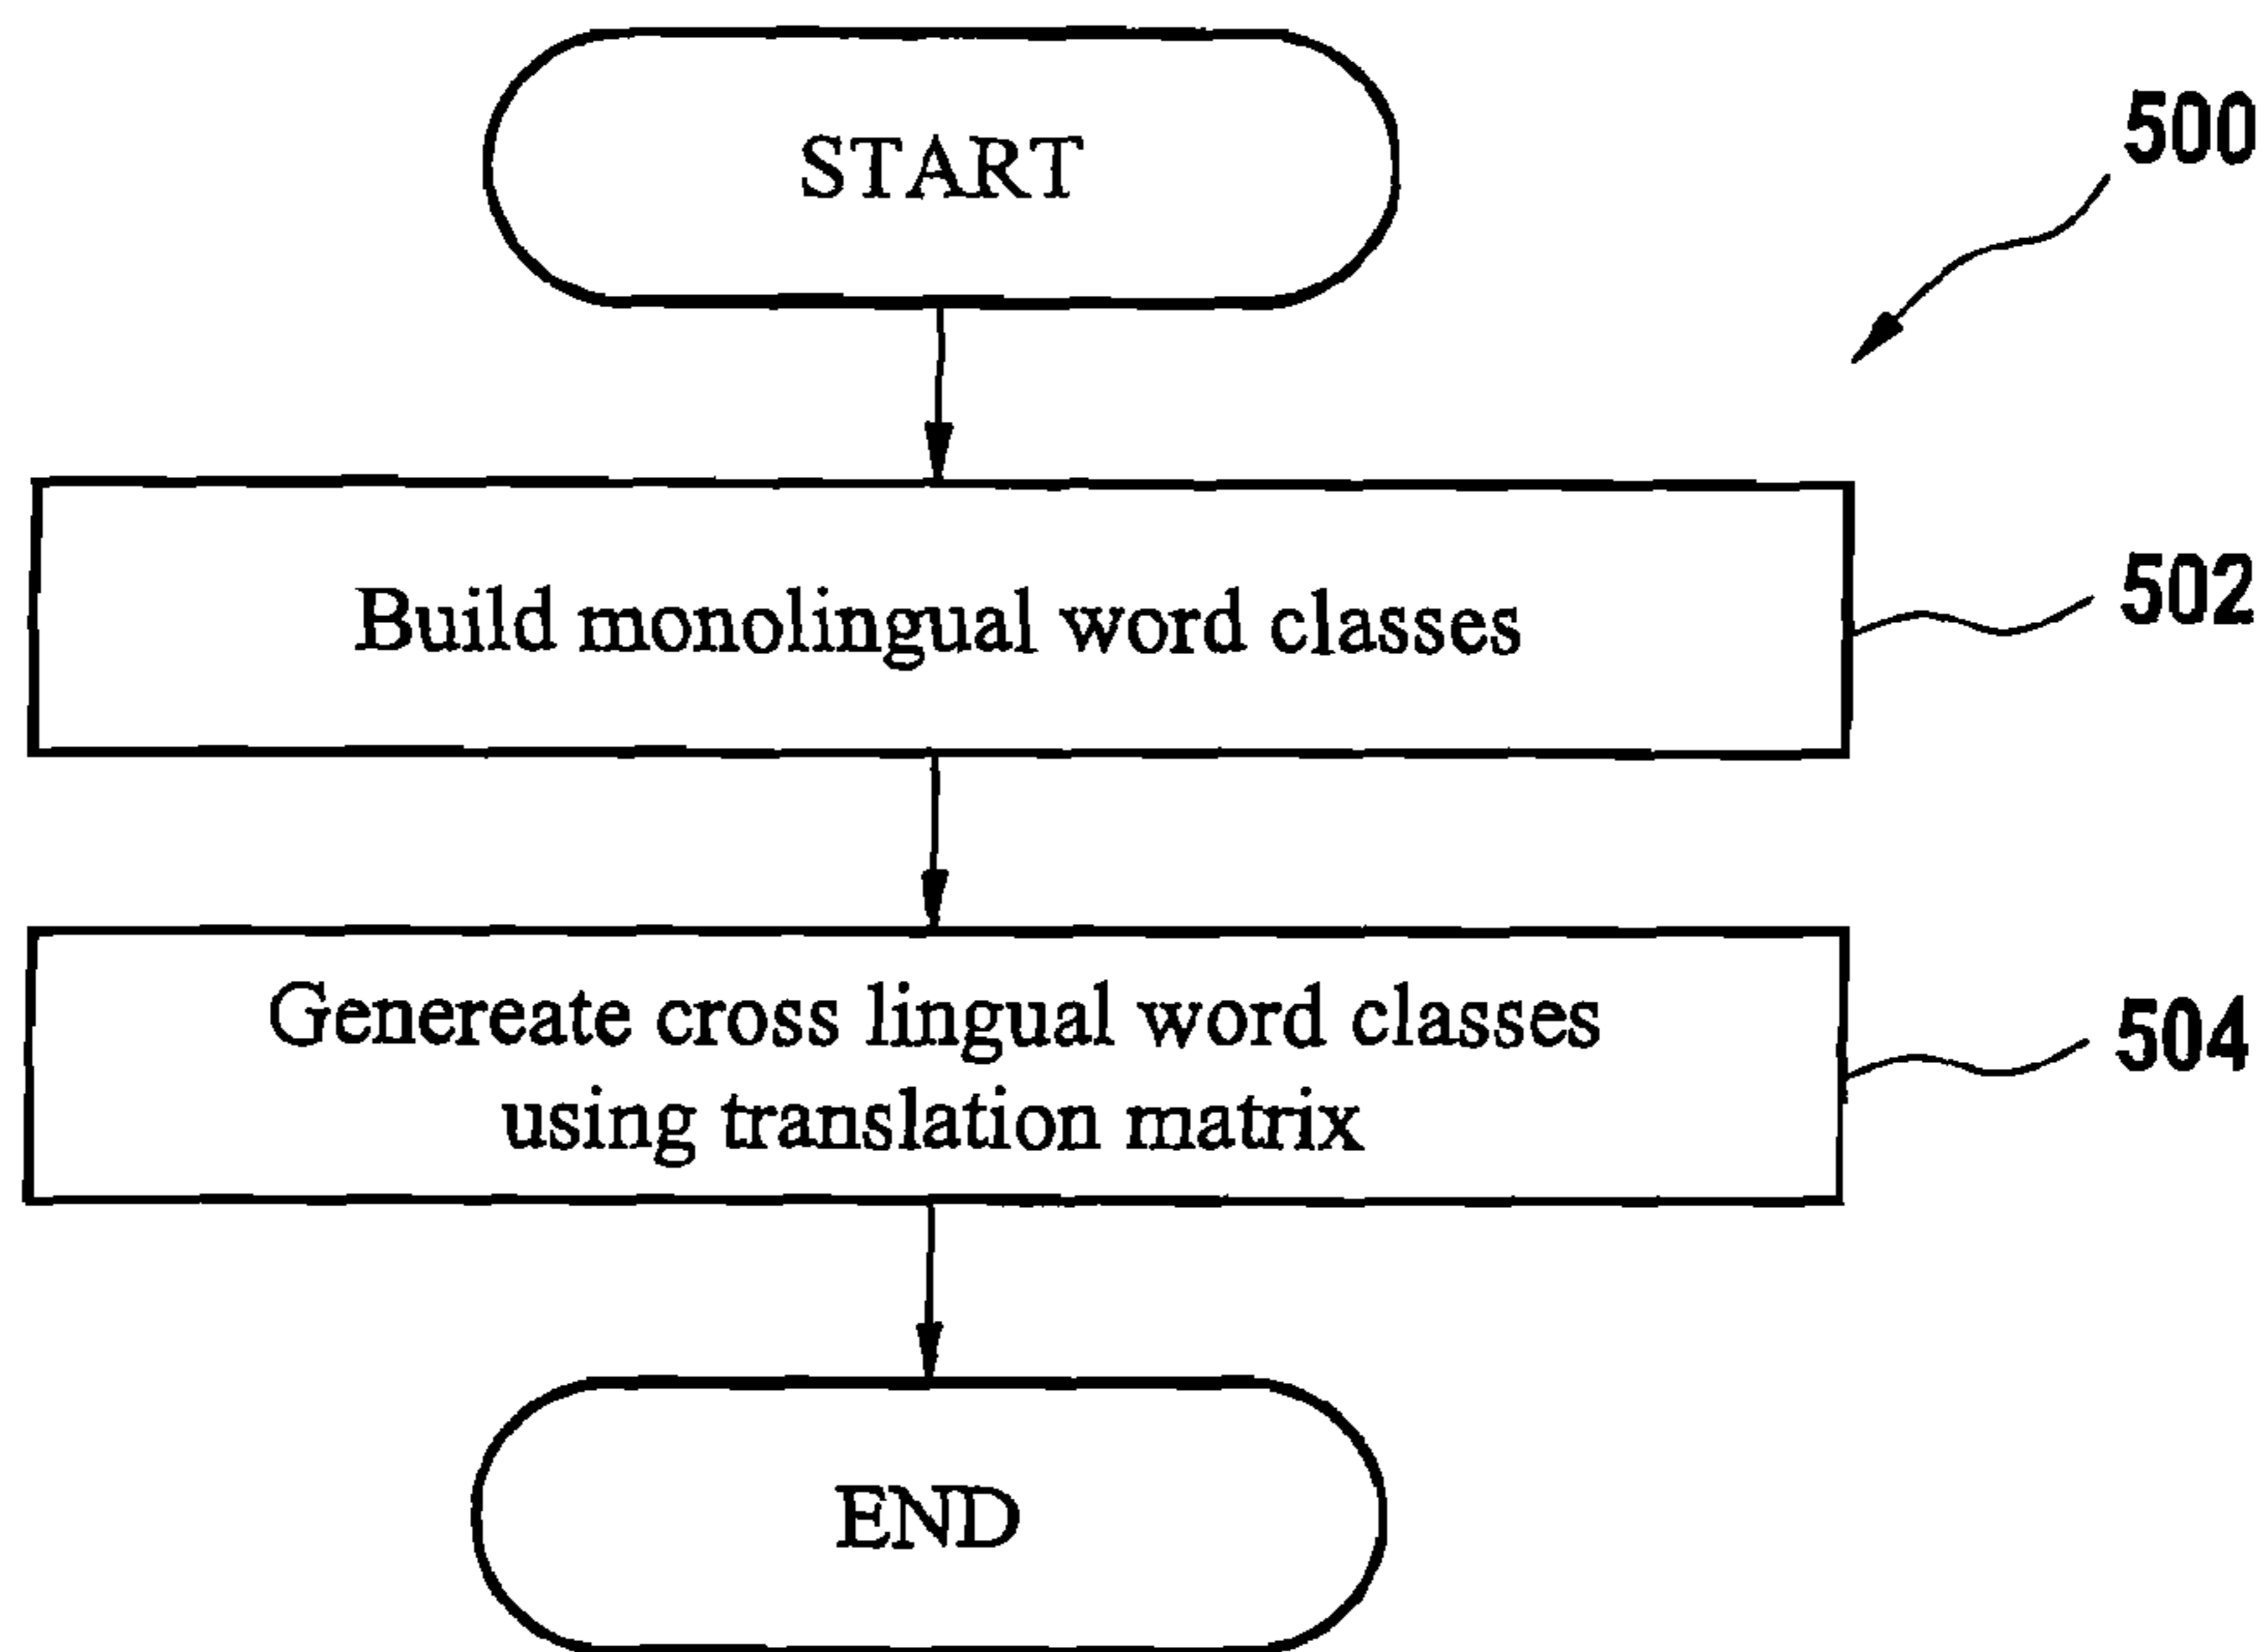 START
500
Build monolingual word classes
502
Genereate cross lingual word classes
using translation matrix
504
END